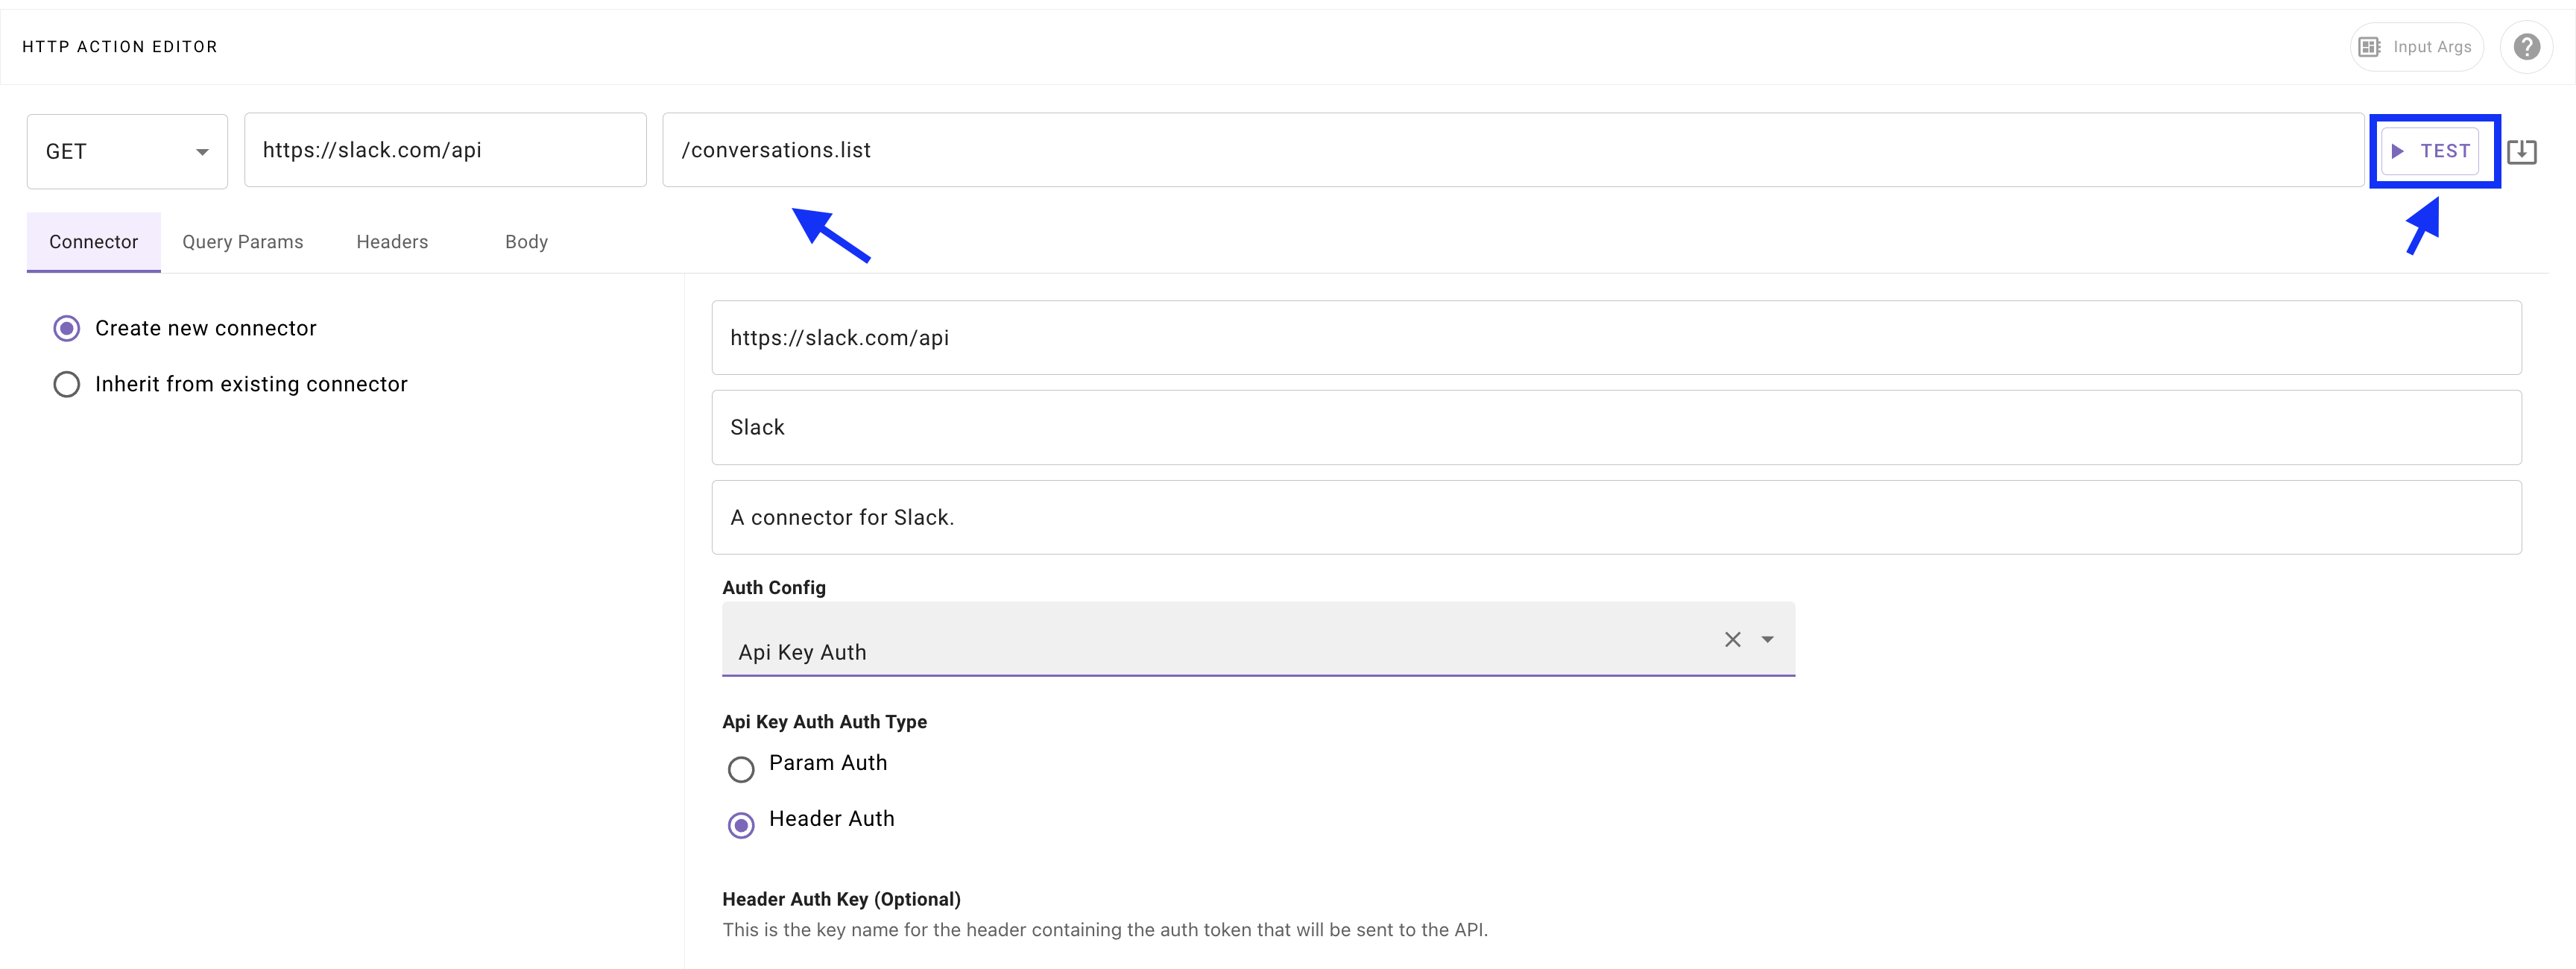 HTTP ACTION EDITOR
Input Args
GET
https://slack.com/api
/conversations.list
TEST
Connector
Query Params
Headers
Body
Create new connector
Inherit from existing connector
https://slack.com/api
Slack
A connector for Slack.
Auth Config
Api Key Auth
Api Key Auth Auth Type
Param Auth
Header Auth
Header Auth Key (Optional)
This is the key name for the header containing the auth token that will be sent to the API.